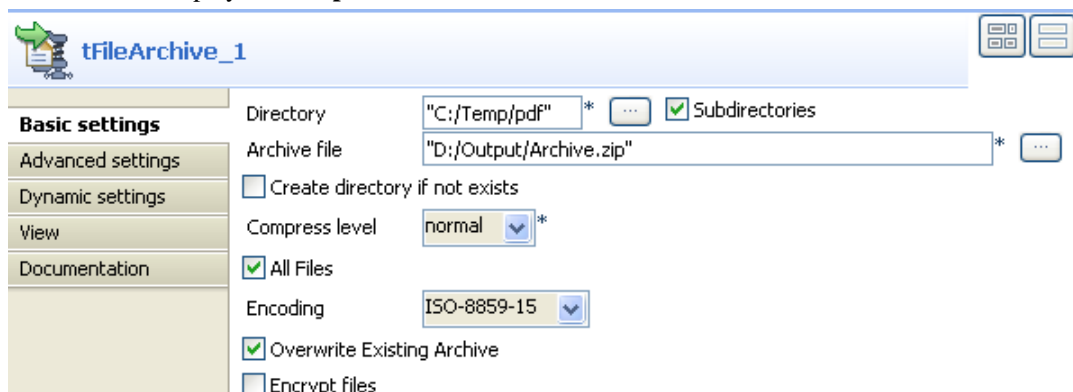 tFileArchive_1
Basic settings
Advanced settings
Dynamic settings
View
Documentation
Directory "C:/Temp/pdf" * ... Subdirectories
Archive file "D:/Output/Archive.zip" * ...
Create directory if not exists
Compress level normal *
All Files
Encoding ISO-8859-15
Overwrite Existing Archive
Encrypt files